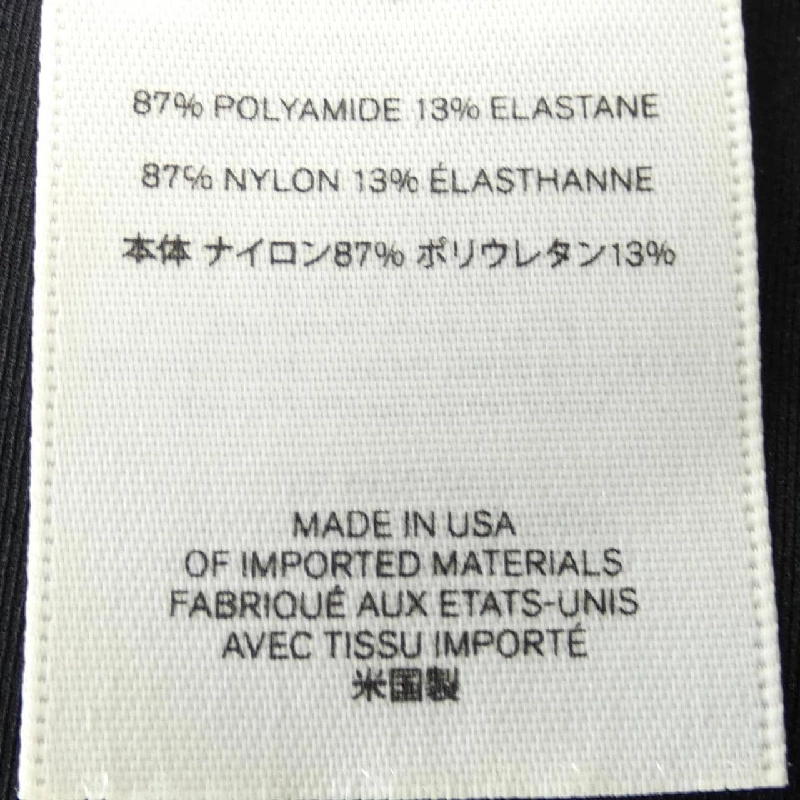 87% POLYAMIDE 13% ELASTANE
87% NYLON 13% ÉLASTHANNE
本体 ナイロン87% ポリウレタン13%
MADE IN USA
OF IMPORTED MATERIALS
FABRIQUÉ AUX ETATS-UNIS
AVEC TISSU IMPORTÉ
米国製